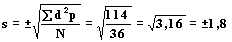 s = ±√(Σd²p / N) = √(114 / 36) = √3,16 = ±1,8